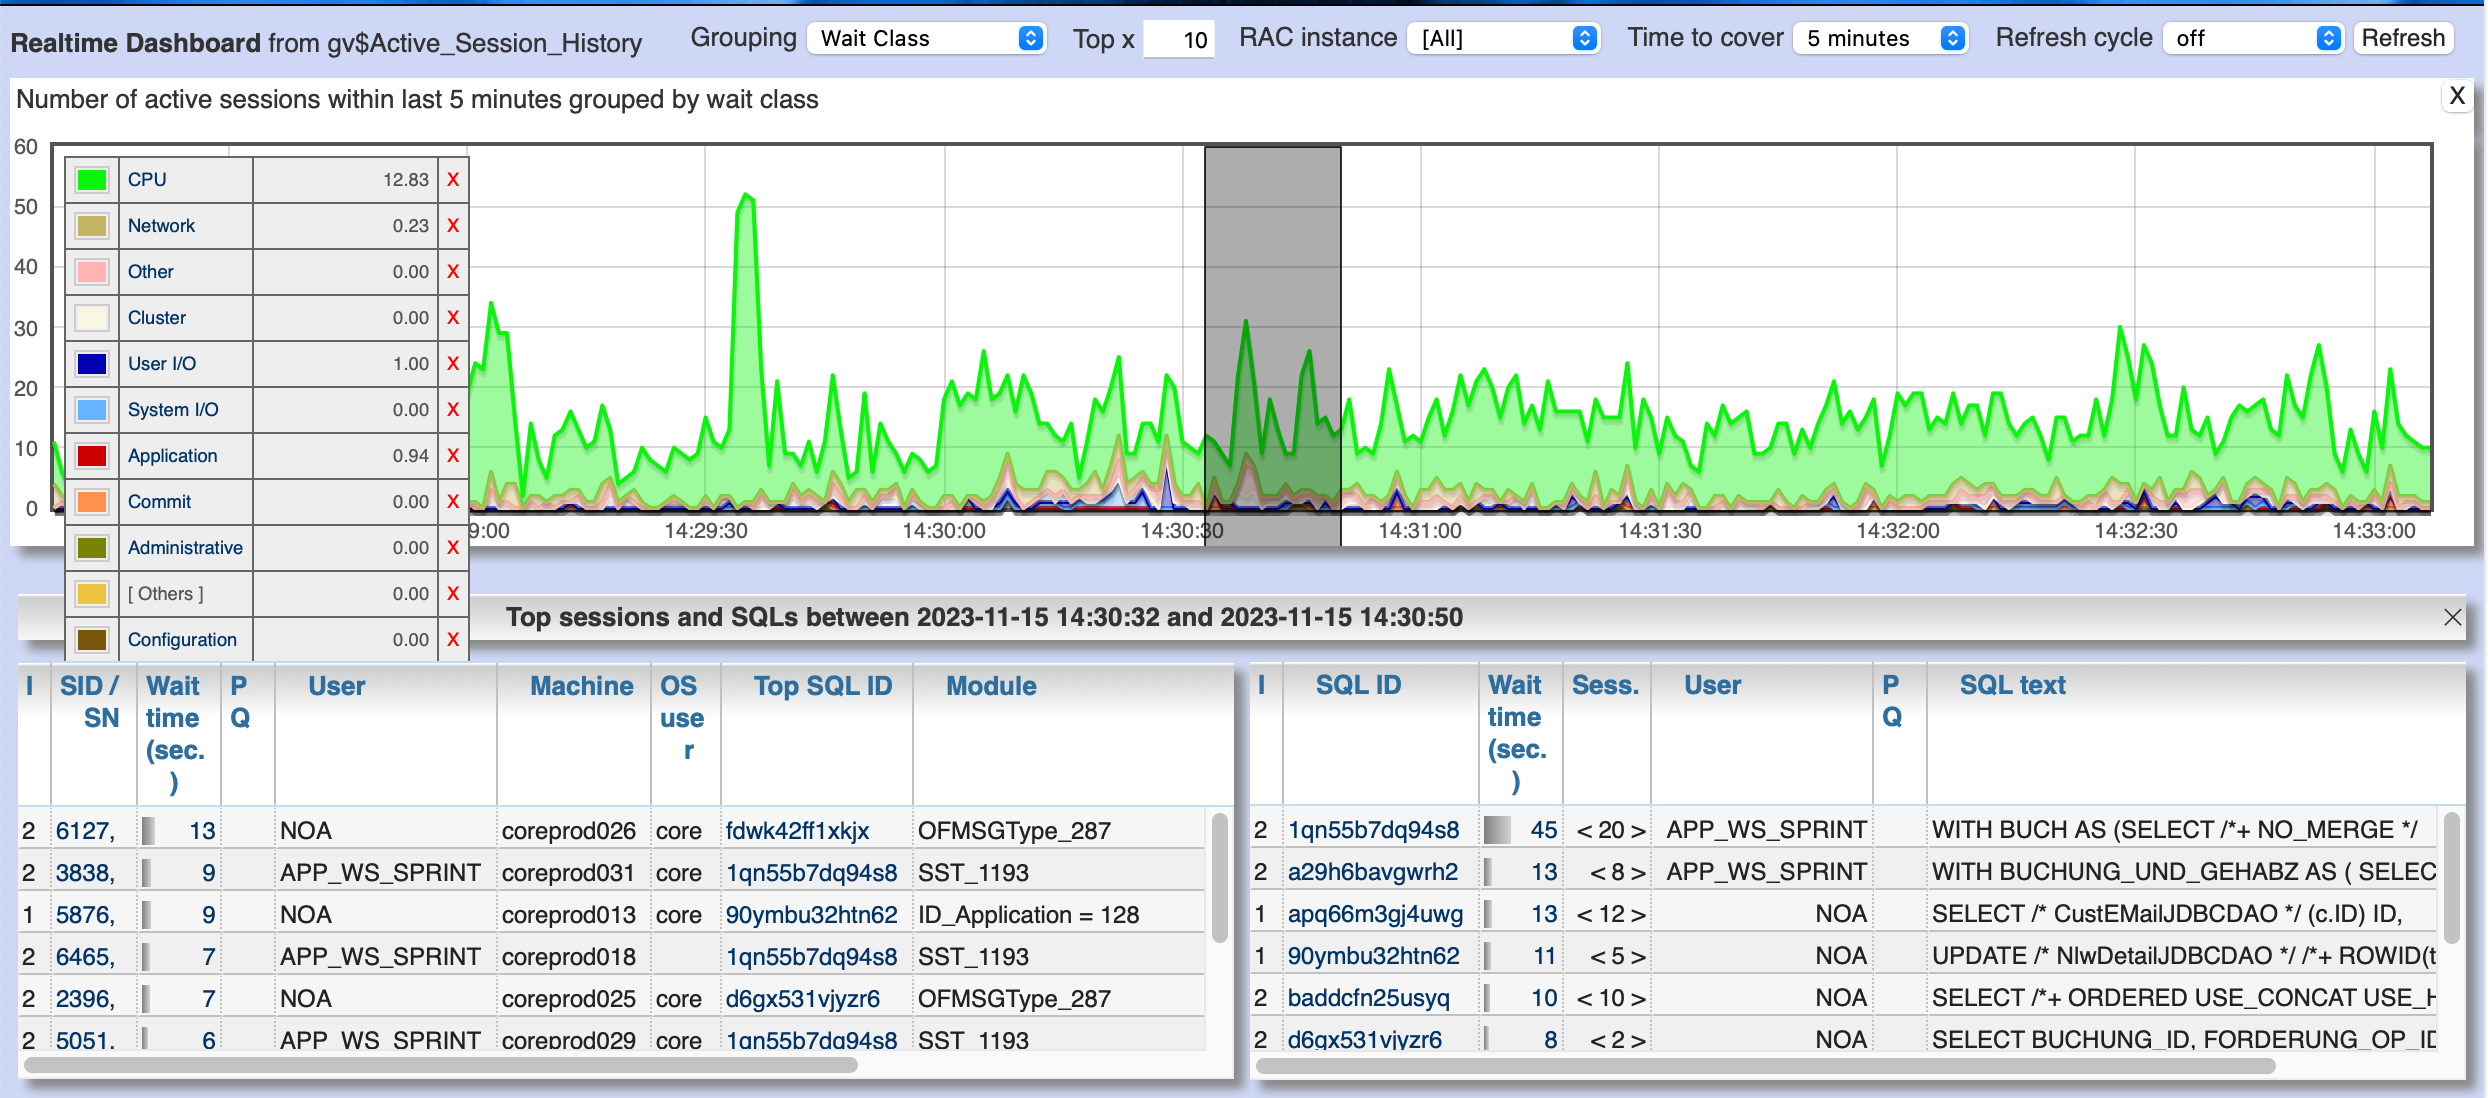 Realtime Dashboard from gv$Active_Session_History Grouping Wait Class Top x 10 RAC instance [All] Time to cover 5 minutes Refresh cycle off Refresh
Number of active sessions within last 5 minutes grouped by wait class X
60
50
40
30
20
10
0
CPU 12.83 X
Network 0.23 X
Other 0.00 X
Cluster 0.00 X
User I/O 1.00 X
System I/O 0.00 X
Application 0.94 X
Commit 0.00 X
Administrative 0.00 X
[ Others ] 0.00 X
Configuration 0.00 X
9:00 14:29:30 14:30:00 14:30:30 14:31:00 14:31:30 14:32:00 14:32:30 14:33:00
Top sessions and SQLs between 2023-11-15 14:30:32 and 2023-11-15 14:30:50
I SID / SN Wait time (sec.) PQ User Machine OS user Top SQL ID Module
2 6127, 13 NOA coreprod026 core fdwk42ff1xkjx OFMSGType_287
2 3838, 9 APP_WS_SPRINT coreprod031 core 1qn55b7dq94s8 SST_1193
1 5876, 9 NOA coreprod013 core 90ymbu32htn62 ID_Application = 128
2 6465, 7 APP_WS_SPRINT coreprod018 1qn55b7dq94s8 SST_1193
2 2396, 7 NOA coreprod025 core d6gx531vjyzr6 OFMSGType_287
2 5051, 6 APP_WS_SPRINT coreprod029 core 1qn55b7dq94s8 SST_1193
I SQL ID Wait time (sec.) Sess. User PQ SQL text
2 1qn55b7dq94s8 45 < 20 > APP_WS_SPRINT WITH BUCH AS (SELECT /*+ NO_MERGE */
2 a29h6bavgwrh2 13 < 8 > APP_WS_SPRINT WITH BUCHUNG_UND_GEHABZ AS ( SELEC
1 apq66m3gj4uwg 13 < 12 > NOA SELECT /* CustEMailJDBCDAO */ (c.ID) ID,
1 90ymbu32htn62 11 < 5 > NOA UPDATE /* NlwDetailJDBCDAO */ /*+ ROWID(t
2 baddcfn25usyq 10 < 10 > NOA SELECT /*+ ORDERED USE_CONCAT USE_H
2 d6gx531vjyzr6 8 < 2 > NOA SELECT BUCHUNG_ID, FORDERUNG_OP_ID